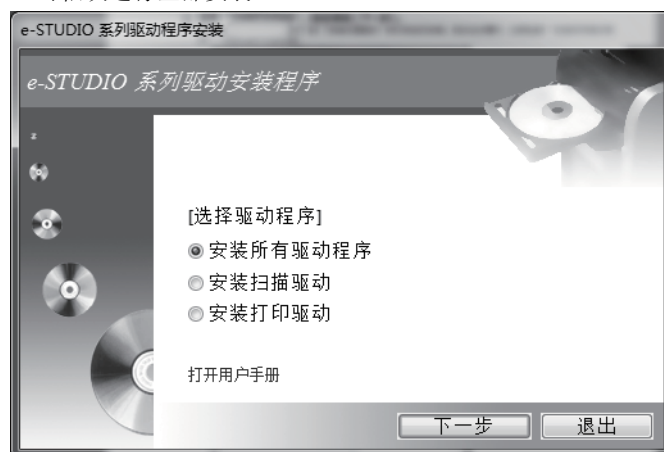 e-STUDIO 系列驱动程序安装
e-STUDIO 系列驱动安装程序
[选择驱动程序]
安装所有驱动程序
安装扫描驱动
安装打印驱动
打开用户手册
下一步
退出